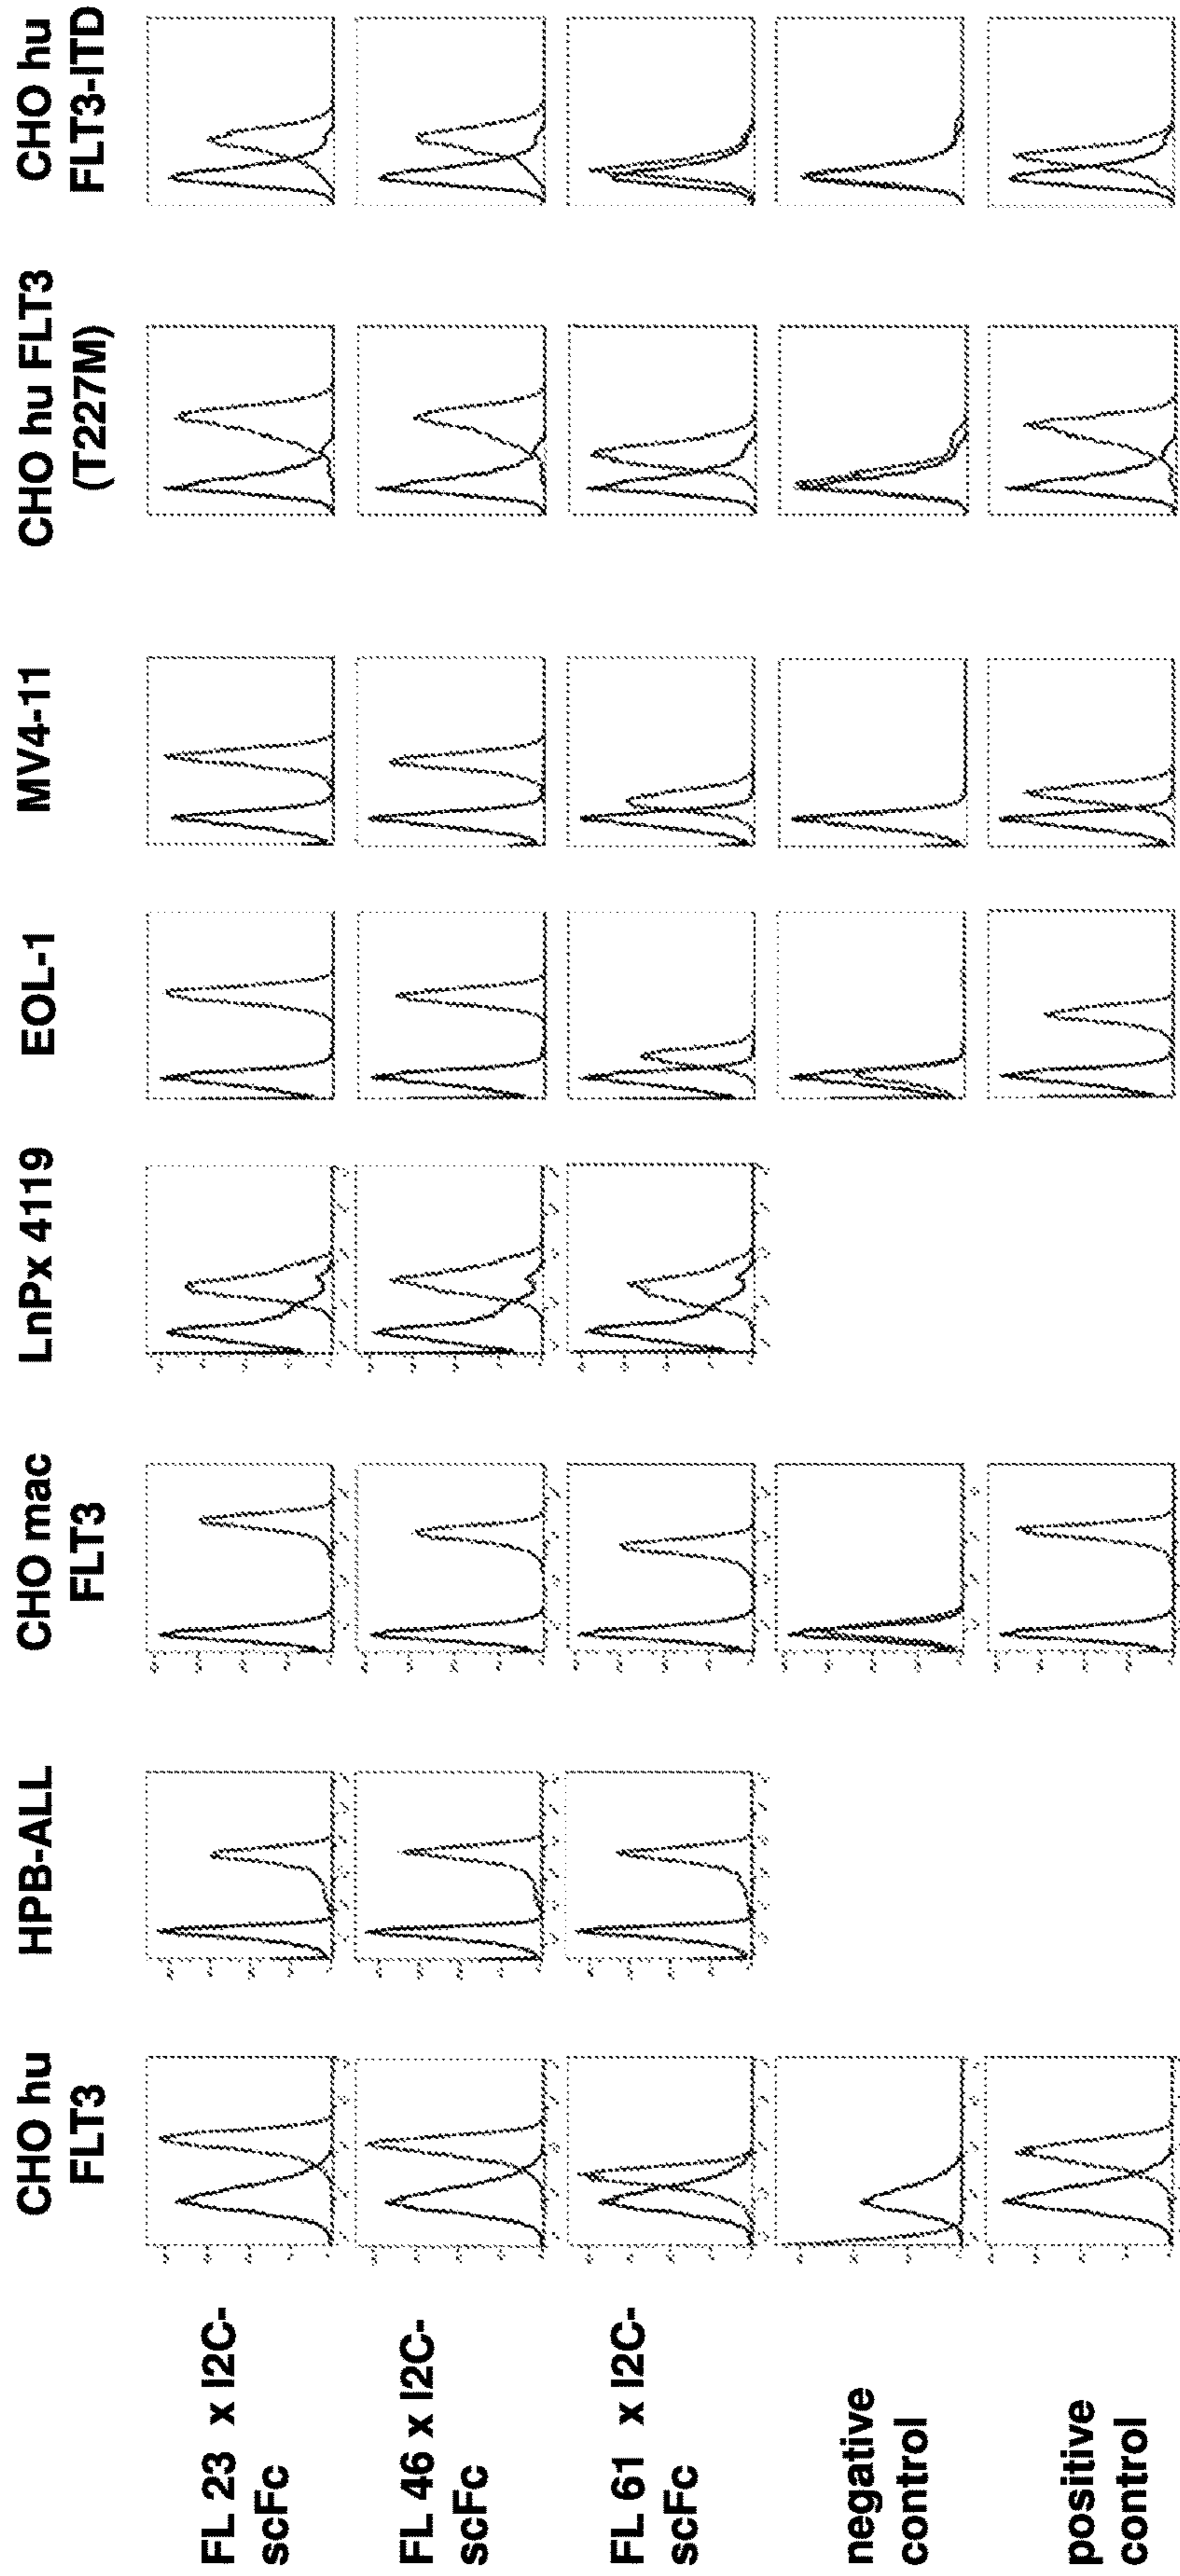 CHO hu
FLT3
HPB-ALL
CHO mac
FLT3
LnPx 4119
EOL-1
MV4-11
CHO hu FLT3
(T227M)
CHO hu
FLT3-ITD
FL 23 x I2C-
scFc
FL 46 x I2C-
scFc
FL 61 x I2C-
scFc
negative
control
positive
control